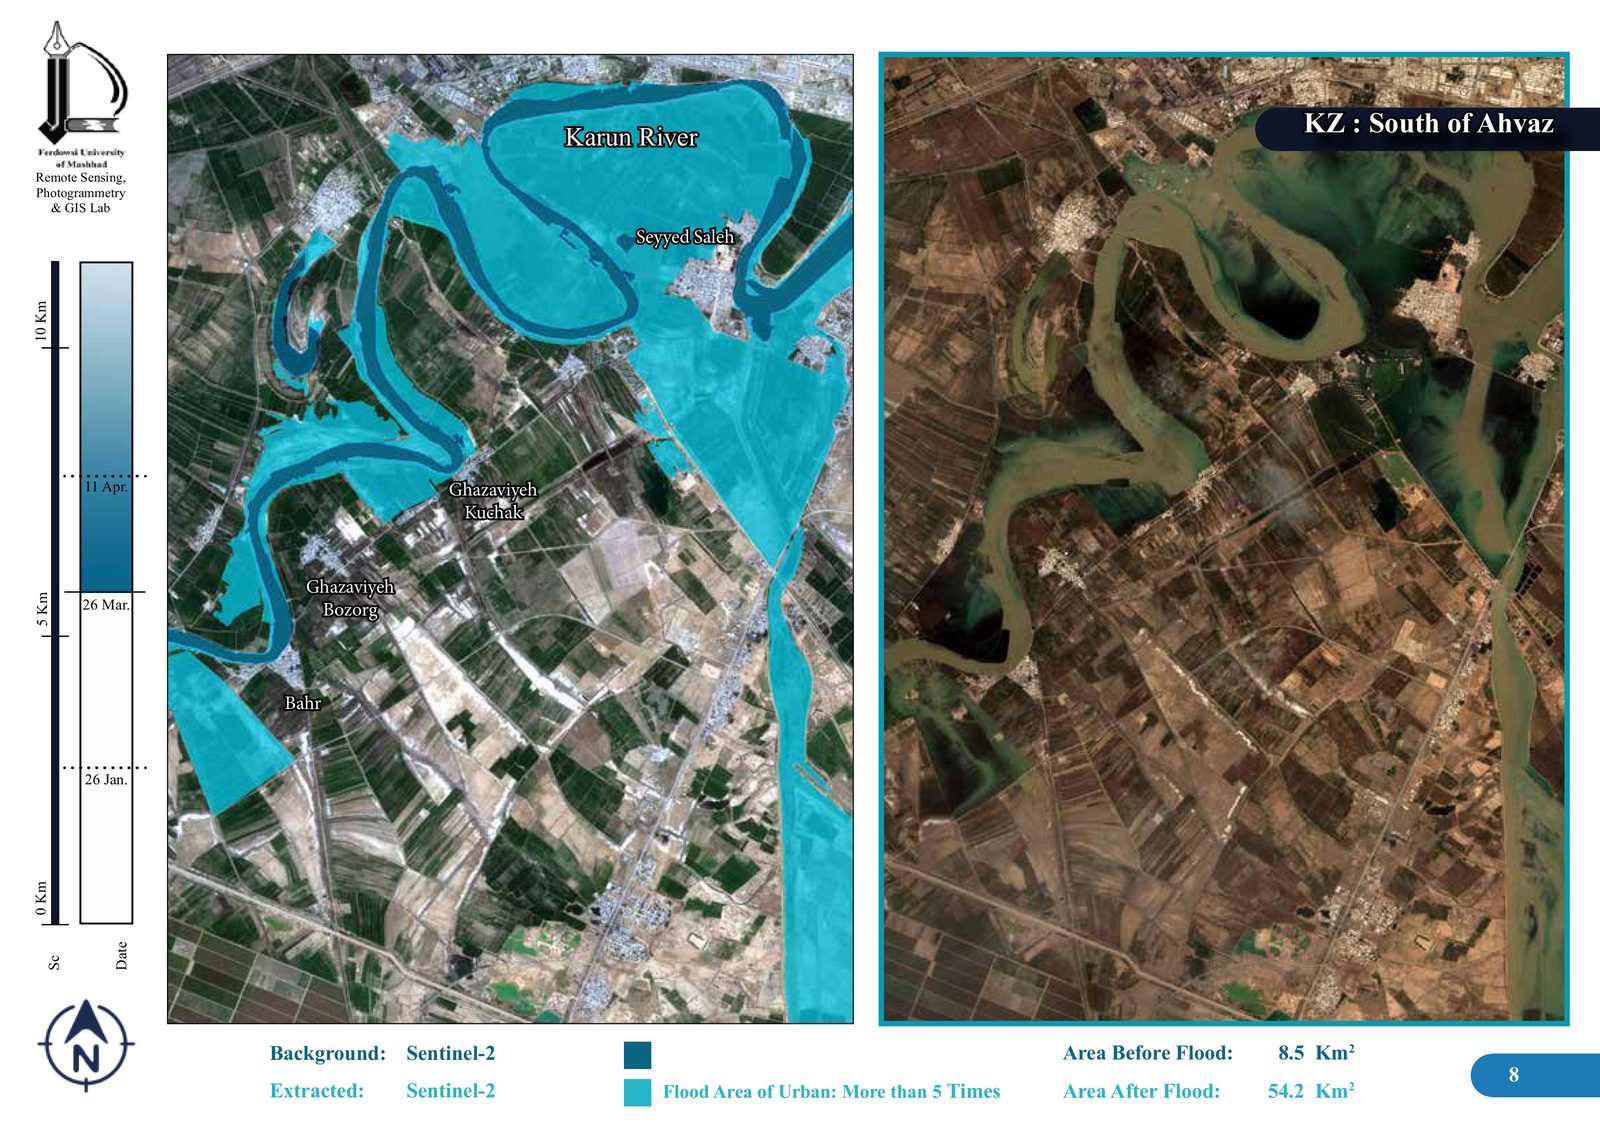 Ferdowsi University
of Mashhad
Remote Sensing,
Photogrammetry
& GIS Lab
10 Km
5 Km
0 Km
Sc
11 Apr.
26 Mar.
26 Jan.
Date
N
Karun River
Seyyed Saleh
Ghazaviyeh
Kuchak
Ghazaviyeh
Bozorg
Bahr
KZ : South of Ahvaz
Background: Sentinel-2
Extracted: Sentinel-2
Flood Area of Urban: More than 5 Times
Area Before Flood: 8.5 Km²
Area After Flood: 54.2 Km²
8